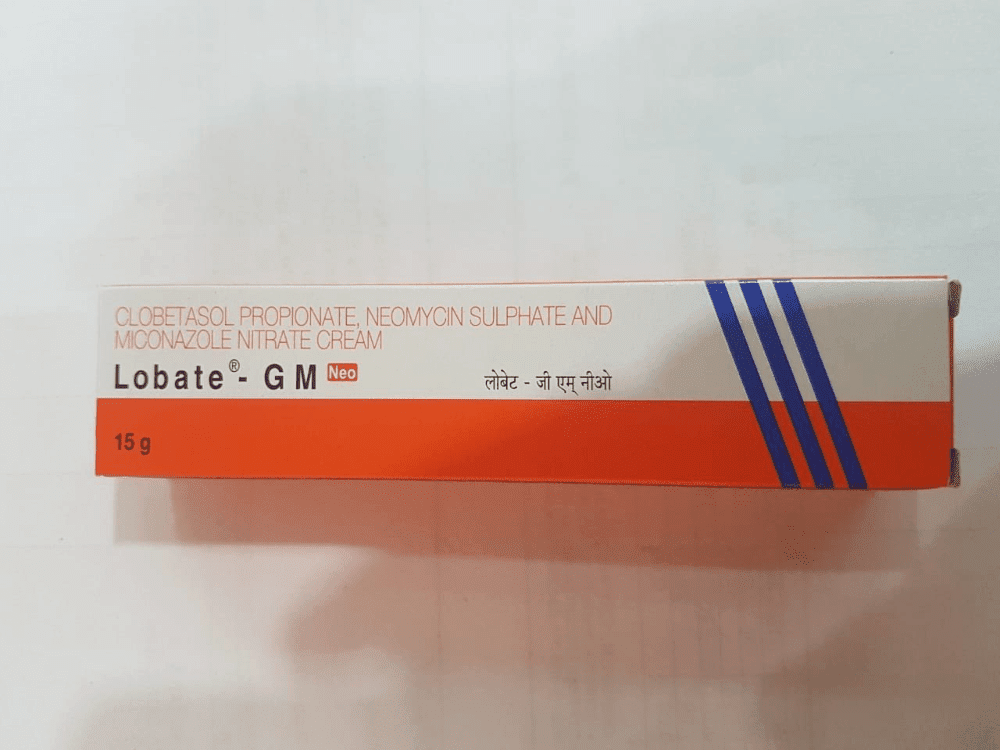 CLOBETASOL PROPIONATE, NEOMYCIN SULPHATE AND
MICONAZOLE NITRATE CREAM
Lobate®- G M Neo
लोबेट - जी एम् नीओ
15 g